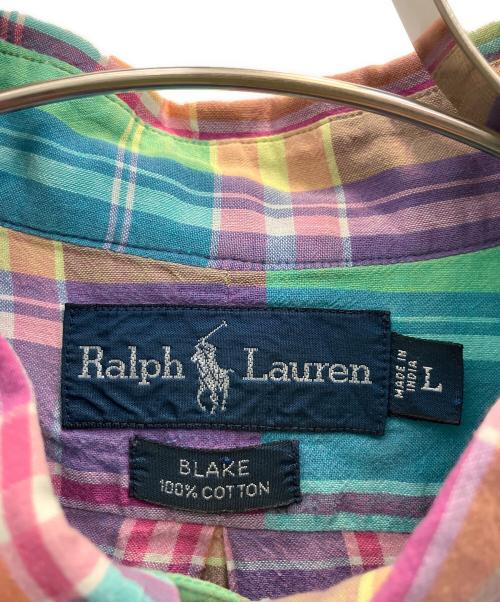 Ralph Lauren
MADE IN
INDIA
L
BLAKE
100% COTTON